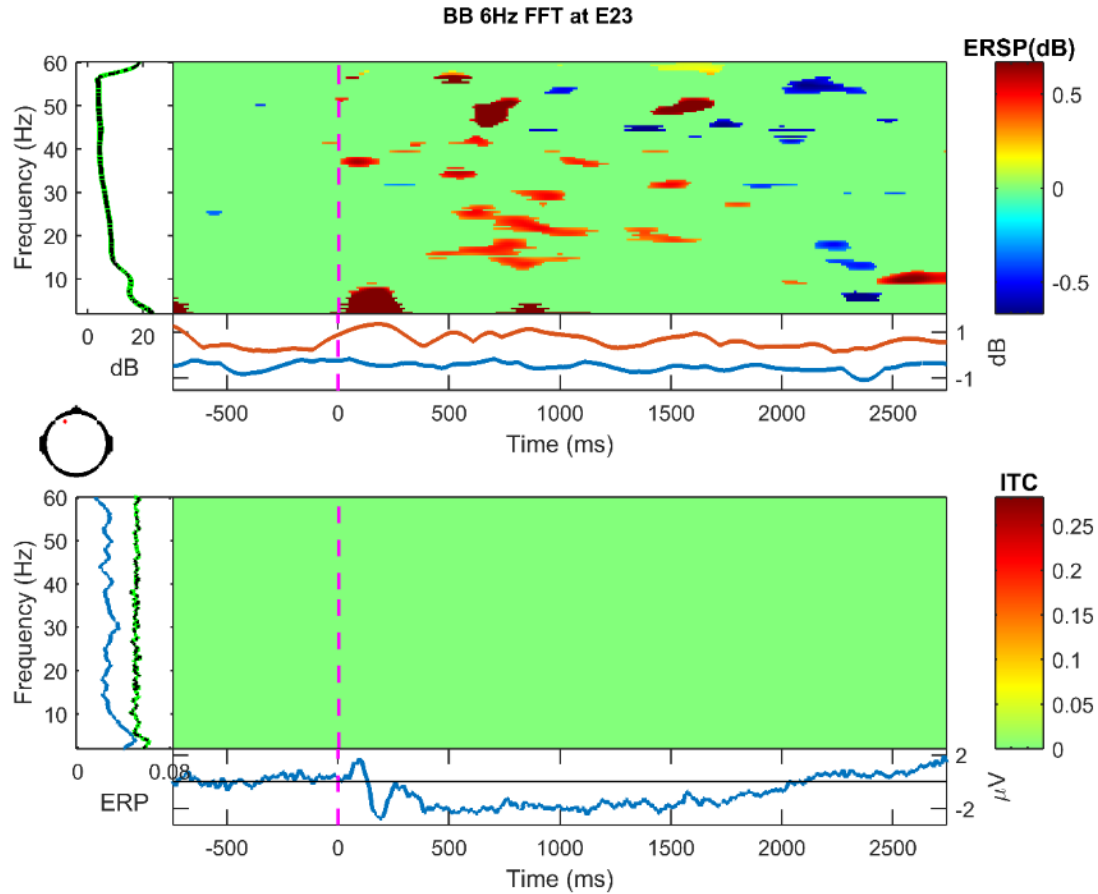 BB 6Hz FFT at E23
ERSP(dB)
60
50
40
30
20
10
Frequency (Hz)
0.5
0
-0.5
0 20
dB
1
-1
dB
-500 0 500 1000 1500 2000 2500
Time (ms)
ITC
60
50
40
30
20
10
Frequency (Hz)
0.25
0.2
0.15
0.1
0.05
0
0 0.08
ERP
2
-2
μV
-500 0 500 1000 1500 2000 2500
Time (ms)